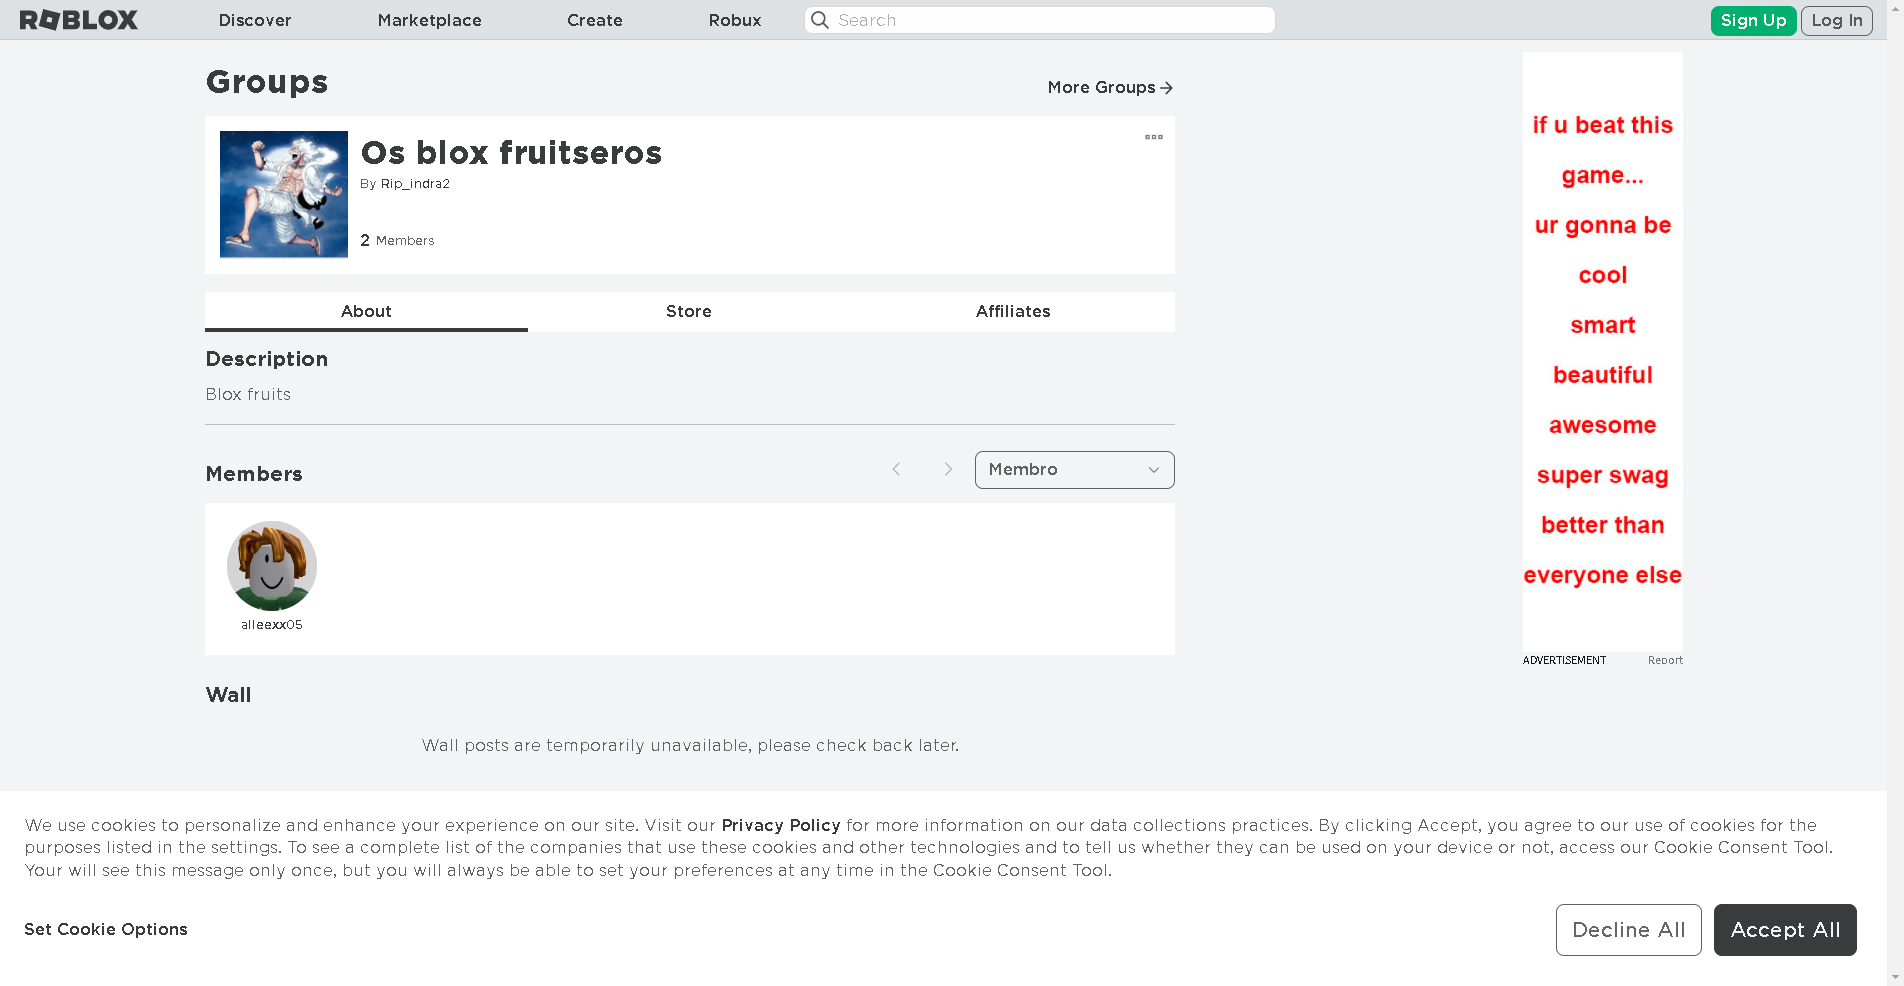 ROBLOX
Discover
Marketplace
Create
Robux
Search
Sign Up
Log In
Groups
More Groups
Os blox fruitseros
By Rip_indra2
2 Members
About
Store
Affiliates
Description
Blox fruits
Members
Membro
alleexx05
Wall
Wall posts are temporarily unavailable, please check back later.
if u beat this
game...
ur gonna be
cool
smart
beautiful
awesome
super swag
better than
everyone else
ADVERTISEMENT
Report
We use cookies to personalize and enhance your experience on our site. Visit our Privacy Policy for more information on our data collections practices. By clicking Accept, you agree to our use of cookies for the
purposes listed in the settings. To see a complete list of the companies that use these cookies and other technologies and to tell us whether they can be used on your device or not, access our Cookie Consent Tool.
Your will see this message only once, but you will always be able to set your preferences at any time in the Cookie Consent Tool.
Set Cookie Options
Decline All
Accept All